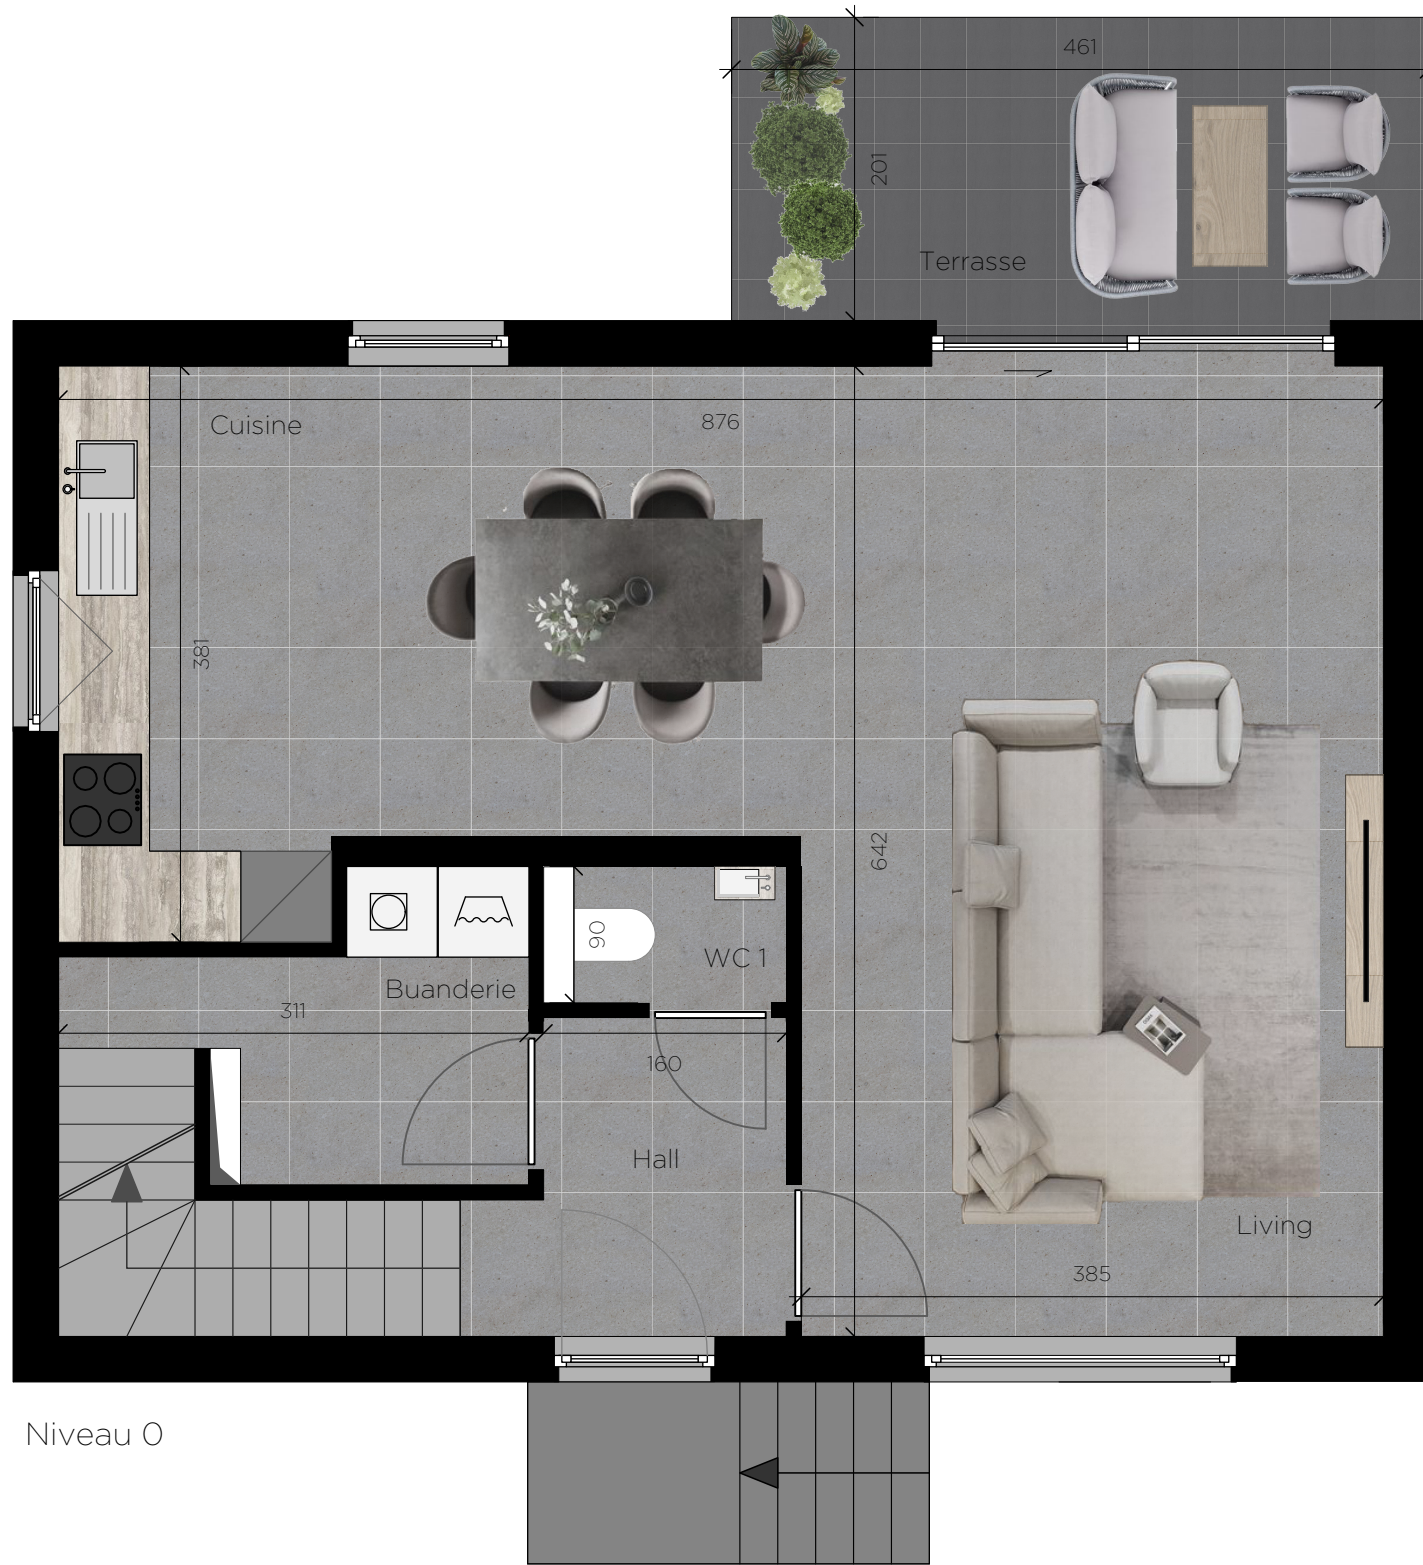 461
201
Terrasse
Cuisine
876
381
642
90
WC 1
Buanderie
311
160
Hall
Living
385
Niveau 0